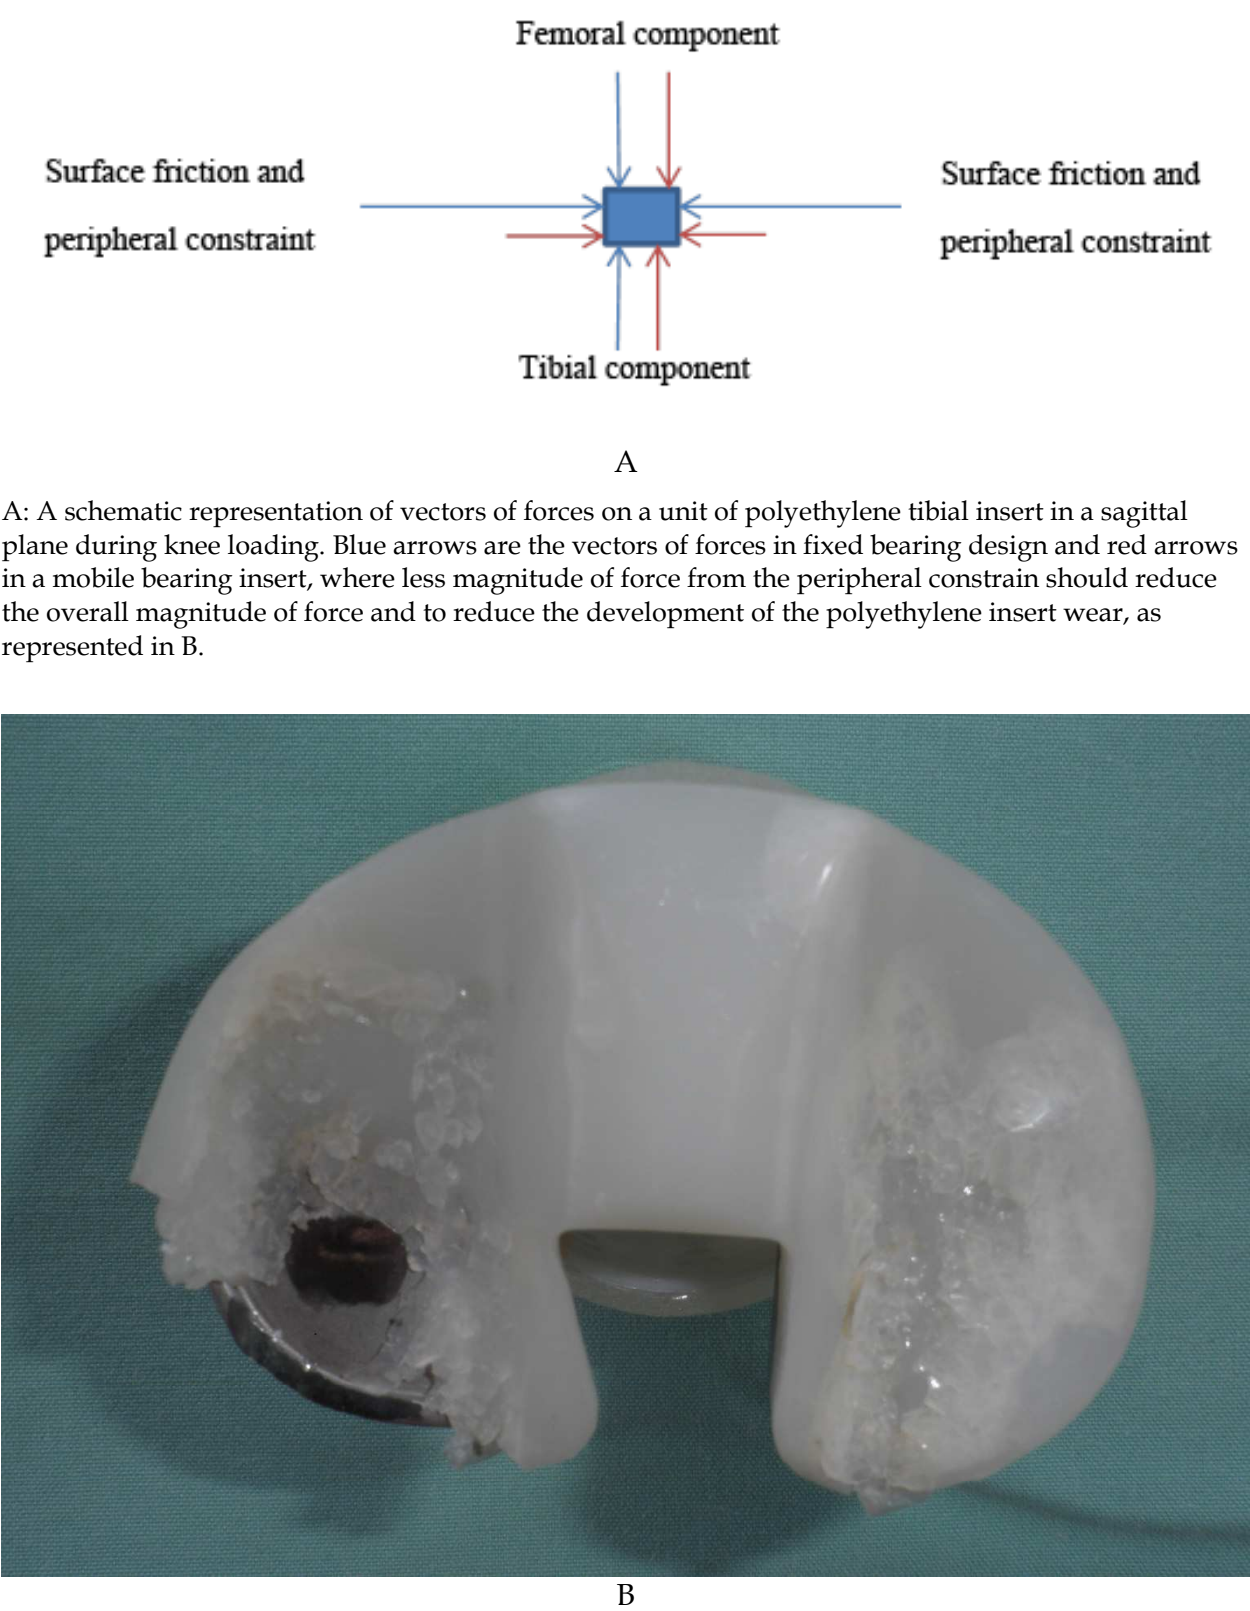 Femoral component
Surface friction and
peripheral constraint
Surface friction and
peripheral constraint
Tibial component
A
A: A schematic representation of vectors of forces on a unit of polyethylene tibial insert in a sagittal
plane during knee loading. Blue arrows are the vectors of forces in fixed bearing design and red arrows
in a mobile bearing insert, where less magnitude of force from the peripheral constrain should reduce
the overall magnitude of force and to reduce the development of the polyethylene insert wear, as
represented in B.
B